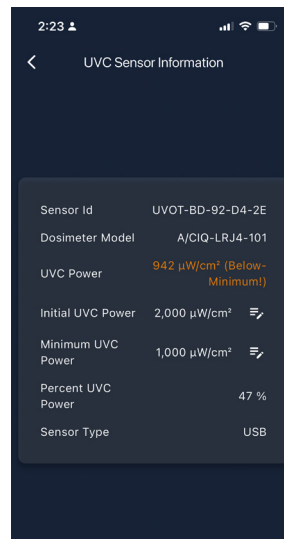 2:23
UVC Sensor Information
Sensor Id UVOT-BD-92-D4-2E
Dosimeter Model A/CIQ-LRJ4-101
UVC Power 942 µW/cm² (Below-
Minimum!)
Initial UVC Power 2,000 µW/cm²
Minimum UVC
Power 1,000 µW/cm²
Percent UVC
Power 47 %
Sensor Type USB